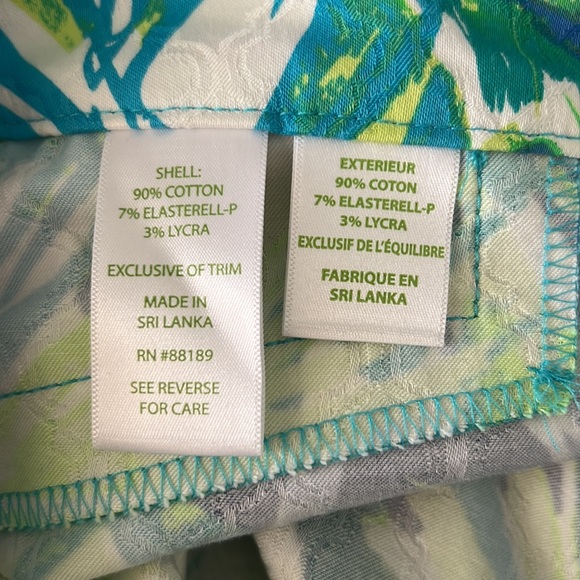 SHELL:
90% COTTON
7% ELASTERELL-P
3% LYCRA
EXCLUSIVE OF TRIM
MADE IN
SRI LANKA
RN #88189
SEE REVERSE
FOR CARE
EXTERIEUR
90% COTON
7% ELASTERELL-P
3% LYCRA
EXCLUSIF DE L'ÉQUILIBRE
FABRIQUE EN
SRI LANKA